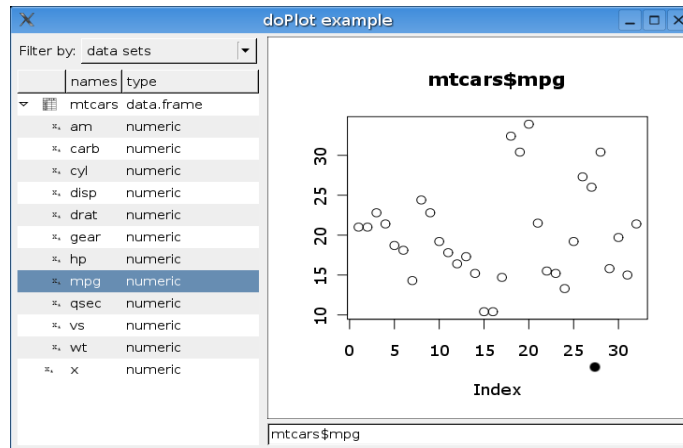 doPlot example
Filter by: data sets
names type
mtcars data.frame
am numeric
carb numeric
cyl numeric
disp numeric
drat numeric
gear numeric
hp numeric
mpg numeric
qsec numeric
vs numeric
wt numeric
x numeric
mtcars$mpg
30
25
20
15
10
0 5 10 15 20 25 30
Index
mtcars$mpg